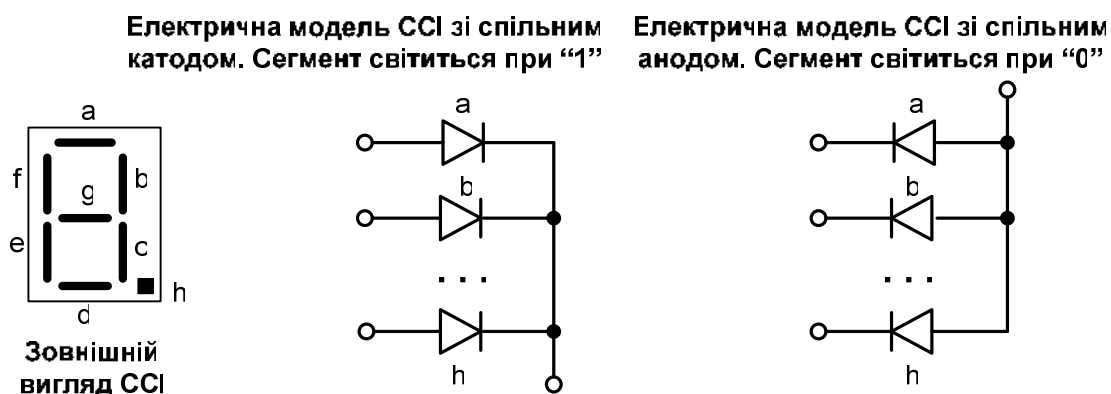 Електрична модель ССІ зі спільним
катодом. Сегмент світиться при “1”
Електрична модель ССІ зі спільним
анодом. Сегмент світиться при “0”
a
f
b
g
e
c
h
d
Зовнішній
вигляд ССІ
a
b
. . .
h
a
b
. . .
h